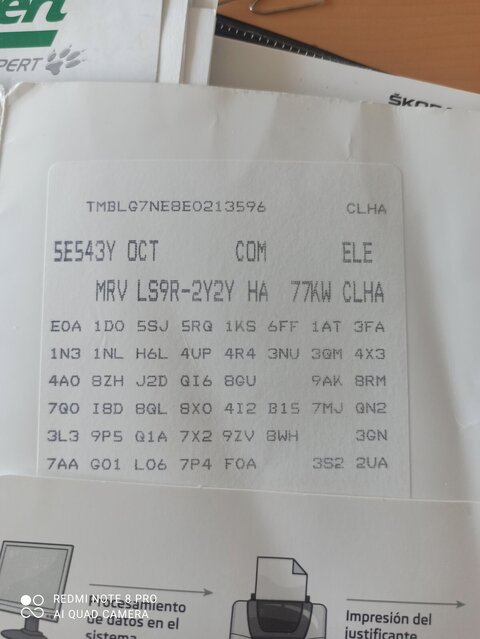 PERT
ŠKODA
TMBLG7NE8E0213596 CLHA
5E543Y OCT COM ELE
MRV LS9R-2Y2Y HA 77KW CLHA
E0A 1D0 5SJ 5RQ 1KS 6FF 1AT 3FA
1N3 1NL H6L 4UP 4R4 3NU 3QM 4X3
4A0 8ZH J2D QI6 8GU 9AK 8RM
7Q0 I8D 8QL 8X0 4I2 B1S 7MJ QN2
3L3 9P5 Q1A 7X2 9ZV 8WH 3GN
7AA G01 L06 7P4 F0A 3S2 2UA
Procesamiento
de datos en el
sistema
Impresión del
justificante
REDMI NOTE 8 PRO
AI QUAD CAMERA